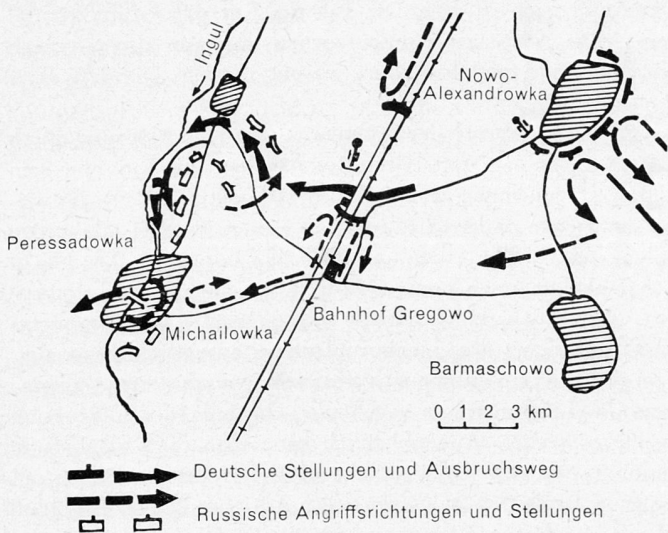 Ingul
Nowo-
Alexandrowka
Peressadowka
Michailowka
Bahnhof Gregowo
Barmaschowo
0 1 2 3 km
Deutsche Stellungen und Ausbruchsweg
Russische Angriffsrichtungen und Stellungen